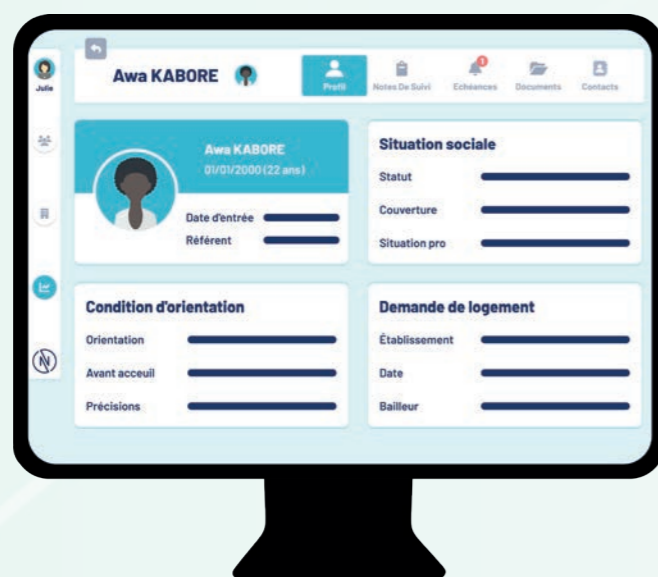 Julie
Awa KABORE
Profil
Notes De Suivi
1
Echéances
Documents
Contacts
Awa KABORE
01/01/2000 (22 ans)
Date d'entrée
Référent
Situation sociale
Statut
Couverture
Situation pro
Condition d'orientation
Orientation
Avant acceuil
Précisions
Demande de logement
Établissement
Date
Bailleur
N